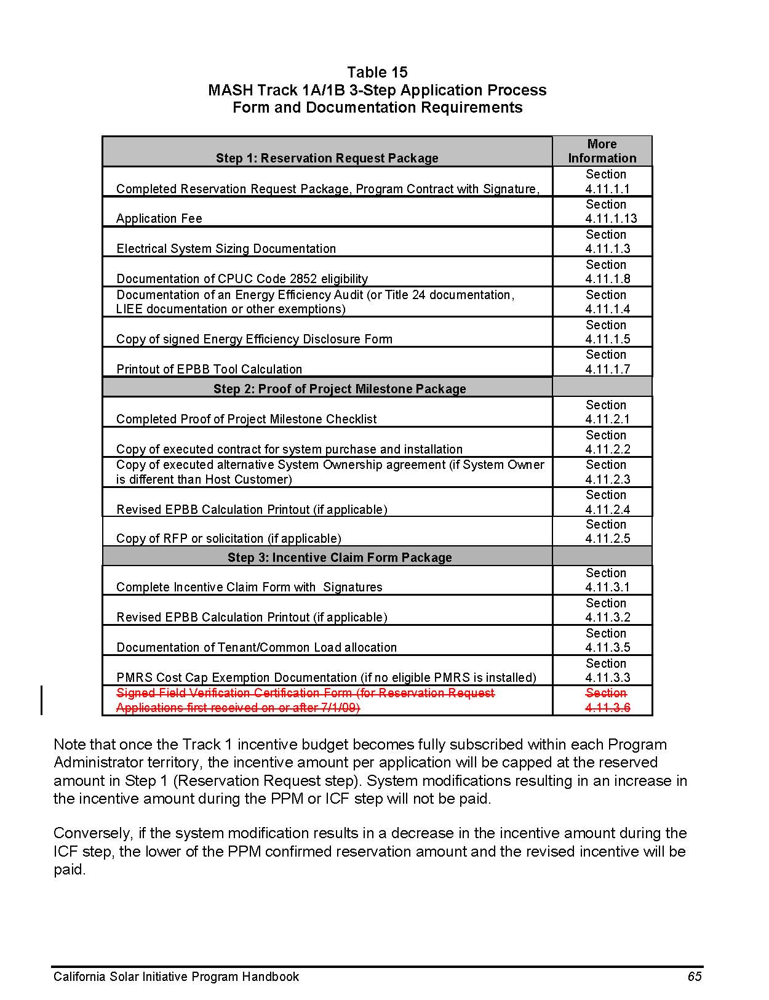 Table 15
MASH Track 1A/1B 3-Step Application Process
Form and Documentation Requirements
More
Step 1: Reservation Request Package Information
Section
Completed Reservation Request Package, Program Contract with Signature, 4.11.1.1
Section
Application Fee 4.11.1.13
Section
Electrical System Sizing Documentation 4.11.1.3
Section
Documentation of CPUC Code 2852 eligibility 4.11.1.8
Documentation of an Energy Efficiency Audit (or Title 24 documentation, Section
LIEE documentation or other exemptions) 4.11.1.4
Section
Copy of signed Energy Efficiency Disclosure Form 4.11.1.5
Section
Printout of EPBB Tool Calculation 4.11.1.7
Step 2: Proof of Project Milestone Package
Section
Completed Proof of Project Milestone Checklist 4.11.2.1
Section
Copy of executed contract for system purchase and installation 4.11.2.2
Copy of executed alternative System Ownership agreement (if System Owner Section
is different than Host Customer) 4.11.2.3
Section
Revised EPBB Calculation Printout (if applicable) 4.11.2.4
Section
Copy of RFP or solicitation (if applicable) 4.11.2.5
Step 3: Incentive Claim Form Package
Section
Complete Incentive Claim Form with Signatures 4.11.3.1
Section
Revised EPBB Calculation Printout (if applicable) 4.11.3.2
Section
Documentation of Tenant/Common Load allocation 4.11.3.5
Section
PMRS Cost Cap Exemption Documentation (if no eligible PMRS is installed) 4.11.3.3
Signed Field Verification Certification Form (for Reservation Request Section
Applications first received on or after 7/1/09) 4.11.3.6
Note that once the Track 1 incentive budget becomes fully subscribed within each Program
Administrator territory, the incentive amount per application will be capped at the reserved
amount in Step 1 (Reservation Request step). System modifications resulting in an increase in
the incentive amount during the PPM or ICF step will not be paid.
Conversely, if the system modification results in a decrease in the incentive amount during the
ICF step, the lower of the PPM confirmed reservation amount and the revised incentive will be
paid.
California Solar Initiative Program Handbook 65